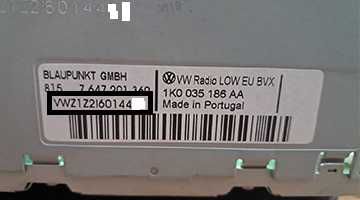 BLAUPUNKT GMBH
815 7 647 201 360
VWZ1Z2I60144
VW Radio LOW EU BVX
1K0 035 186 AA
Made in Portugal